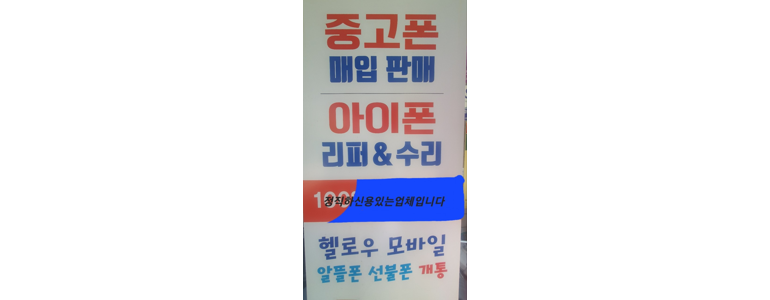 중고폰
매입 판매
아이폰
리퍼&수리
정직하신용있는업체입니다
헬로우 모바일
알뜰폰 선불폰 개통